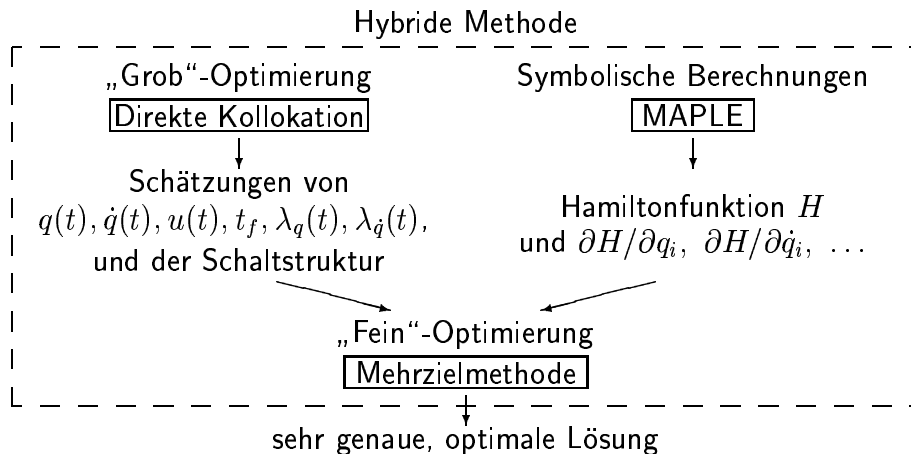 Hybride Methode
„Grob“-Optimierung
Direkte Kollokation
Schätzungen von
q(t), q̇(t), u(t), t_f, λ_q(t), λ_q̇(t),
und der Schaltstruktur
Symbolische Berechnungen
MAPLE
Hamiltonfunktion H
und ∂H/∂q_i, ∂H/∂q̇_i, ...
„Fein“-Optimierung
Mehrzielmethode
sehr genaue, optimale Lösung